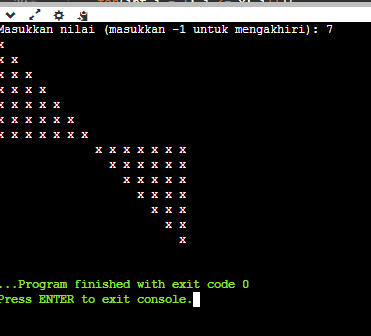 Masukkan nilai (masukkan -1 untuk mengakhiri): 7
x
x x
x x x
x x x x
x x x x x
x x x x x x
x x x x x x x
x x x x x x x
x x x x x x
x x x x x
x x x x
x x x
x x
x
...Program finished with exit code 0
Press ENTER to exit console.